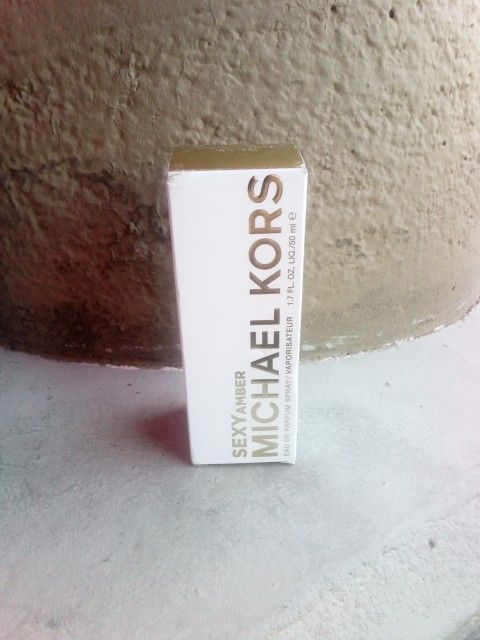 SEXY AMBER
MICHAEL KORS
EAU DE PARFUM SPRAY / VAPORISATEUR 1.7 FL. OZ. LIQ./50 ml ℮